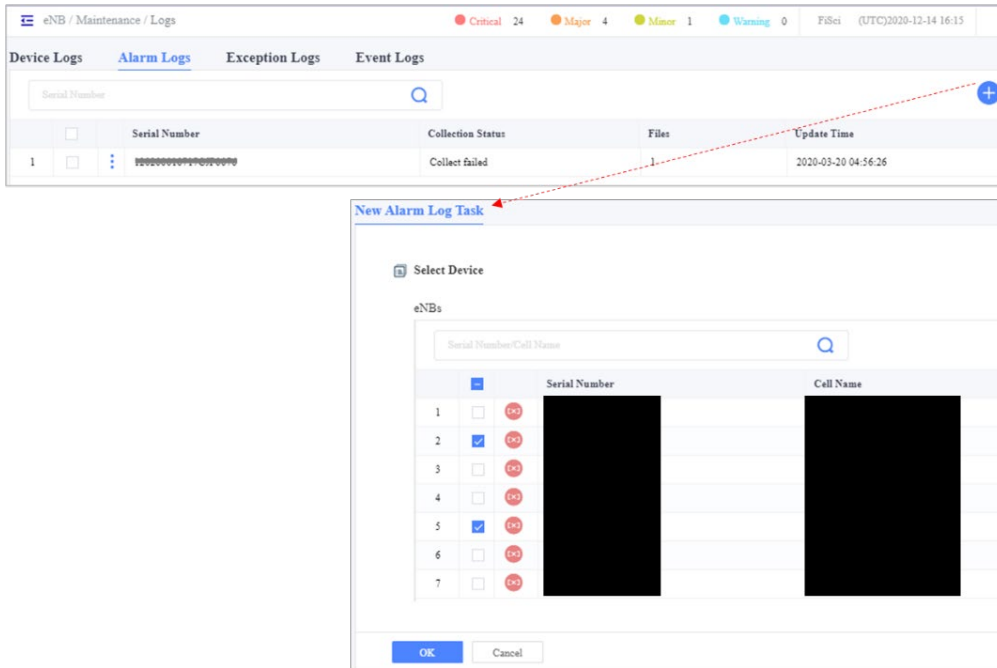 eNB / Maintenance / Logs Critical 24 Major 4 Minor 1 Warning 0 FiSci (UTC)2020-12-14 16:15
Device Logs Alarm Logs Exception Logs Event Logs
Serial Number
Serial Number Collection Status Files Update Time
1 Collect failed 1 2020-03-20 04:56:26
New Alarm Log Task
Select Device
eNBs
Serial Number/Cell Name
Serial Number Cell Name
1
2
3
4
5
6
7
OK Cancel